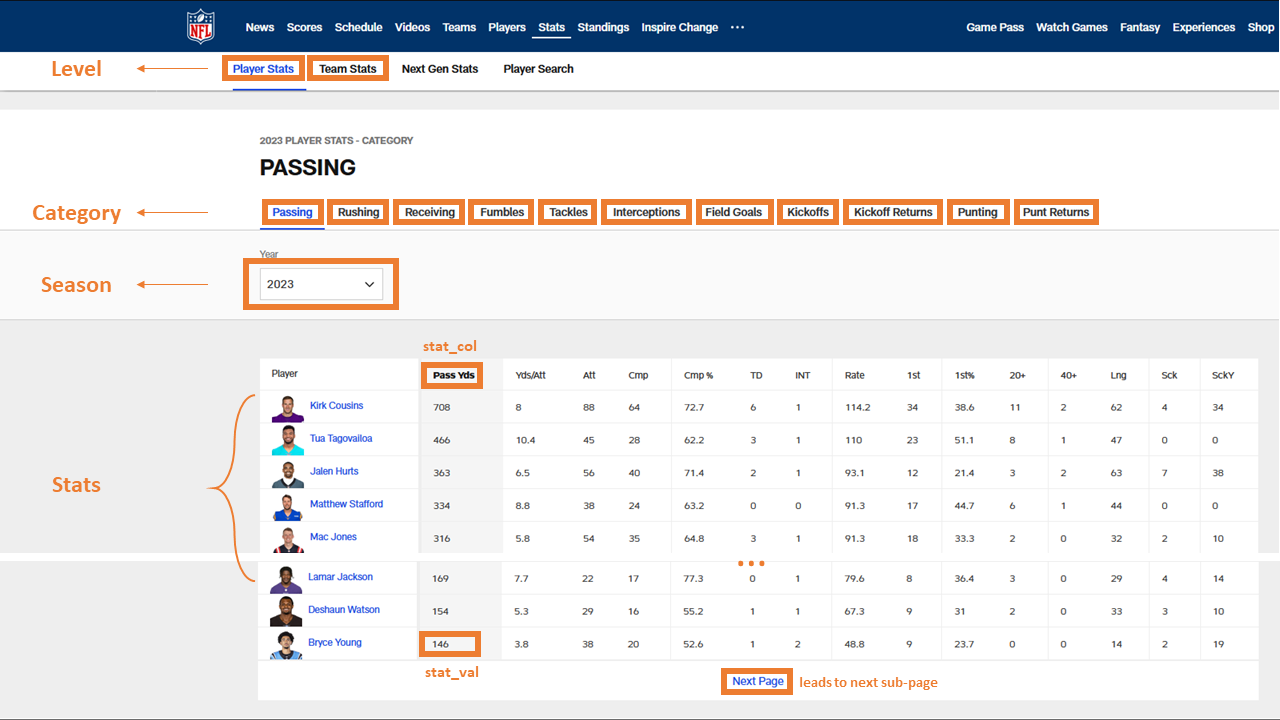 NFL News Scores Schedule Videos Teams Players Stats Standings Inspire Change ••• Game Pass Watch Games Fantasy Experiences Shop
Level Player Stats Team Stats Next Gen Stats Player Search
2023 PLAYER STATS - CATEGORY
PASSING
Category Passing Rushing Receiving Fumbles Tackles Interceptions Field Goals Kickoffs Kickoff Returns Punting Punt Returns
Year
Season 2023
stat_col
Player Pass Yds Yds/Att Att Cmp Cmp % TD INT Rate 1st 1st% 20+ 40+ Lng Sck SckY
Kirk Cousins 708 8 88 64 72.7 6 1 114.2 34 38.6 11 2 62 4 34
Tua Tagovailoa 466 10.4 45 28 62.2 3 1 110 23 51.1 8 1 47 0 0
Jalen Hurts 363 6.5 56 40 71.4 2 1 93.1 12 21.4 3 2 63 7 38
Stats
Matthew Stafford 334 8.8 38 24 63.2 0 0 91.3 17 44.7 6 1 44 0 0
Mac Jones 316 5.8 54 35 64.8 3 1 91.3 18 33.3 2 0 32 2 10
...
Lamar Jackson 169 7.7 22 17 77.3 0 1 79.6 8 36.4 3 0 29 4 14
Deshaun Watson 154 5.3 29 16 55.2 1 1 67.3 9 31 2 0 33 3 10
Bryce Young 146 3.8 38 20 52.6 1 2 48.8 9 23.7 0 0 14 2 19
stat_val
Next Page leads to next sub-page